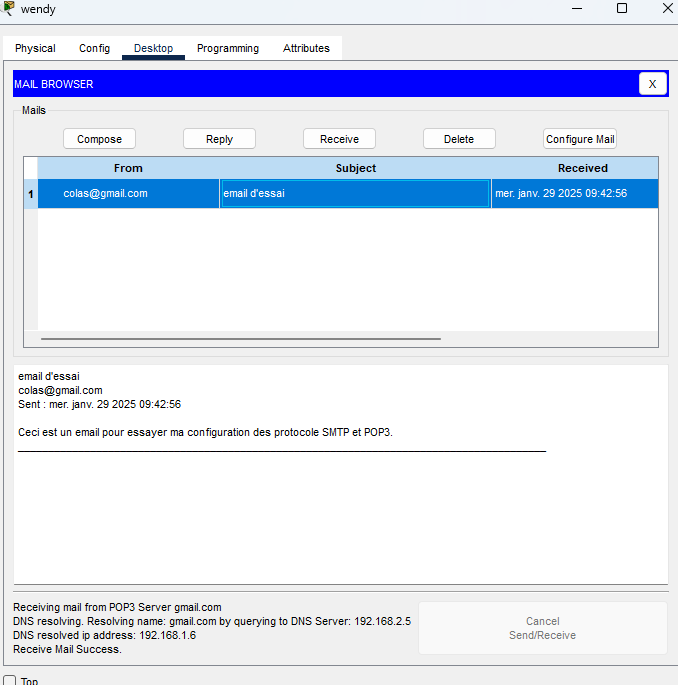 wendy
Physical Config Desktop Programming Attributes
MAIL BROWSER X
Mails
Compose Reply Receive Delete Configure Mail
From Subject Received
1 colas@gmail.com email d'essai mer. janv. 29 2025 09:42:56
email d'essai
colas@gmail.com
Sent : mer. janv. 29 2025 09:42:56
Ceci est un email pour essayer ma configuration des protocole SMTP et POP3.
Receiving mail from POP3 Server gmail.com
DNS resolving. Resolving name: gmail.com by querying to DNS Server: 192.168.2.5
DNS resolved ip address: 192.168.1.6
Receive Mail Success.
Cancel
Send/Receive
Top